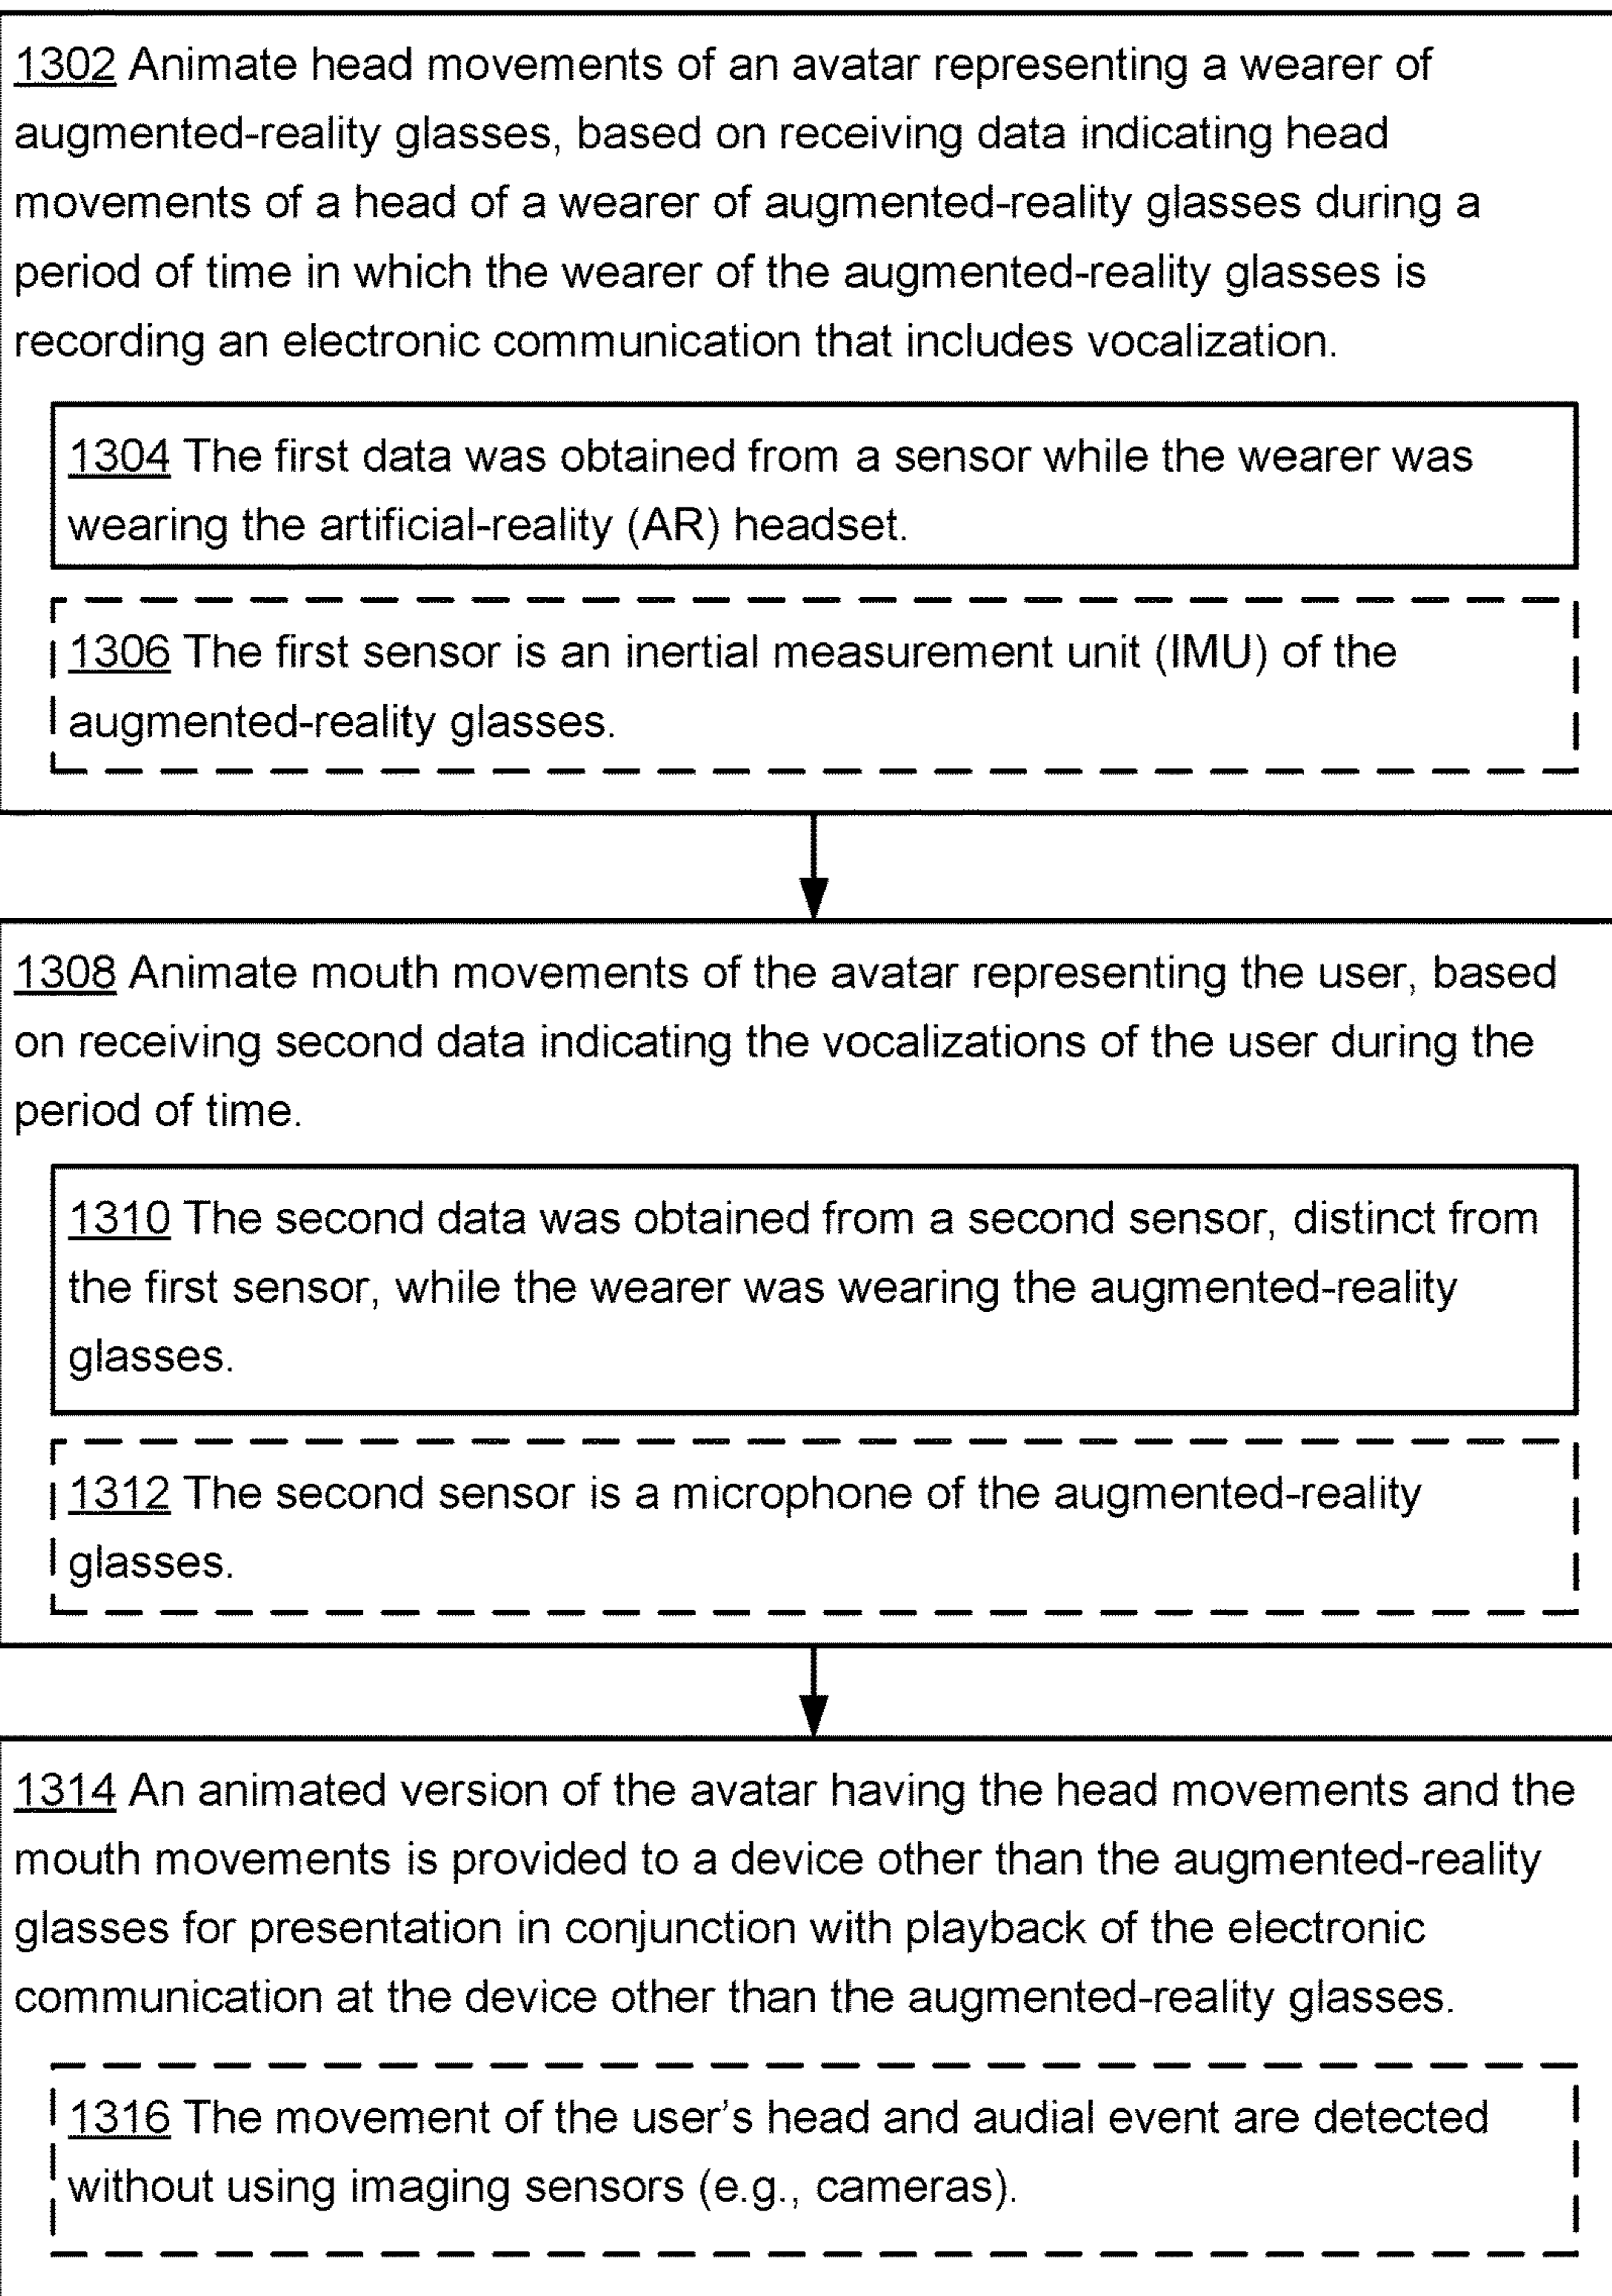 1302 Animate head movements of an avatar representing a wearer of
augmented-reality glasses, based on receiving data indicating head
movements of a head of a wearer of augmented-reality glasses during a
period of time in which the wearer of the augmented-reality glasses is
recording an electronic communication that includes vocalization.
1304 The first data was obtained from a sensor while the wearer was
wearing the artificial-reality (AR) headset.
1306 The first sensor is an inertial measurement unit (IMU) of the
augmented-reality glasses.
1308 Animate mouth movements of the avatar representing the user, based
on receiving second data indicating the vocalizations of the user during the
period of time.
1310 The second data was obtained from a second sensor, distinct from
the first sensor, while the wearer was wearing the augmented-reality
glasses.
1312 The second sensor is a microphone of the augmented-reality
glasses.
1314 An animated version of the avatar having the head movements and the
mouth movements is provided to a device other than the augmented-reality
glasses for presentation in conjunction with playback of the electronic
communication at the device other than the augmented-reality glasses.
1316 The movement of the user’s head and audial event are detected
without using imaging sensors (e.g., cameras).